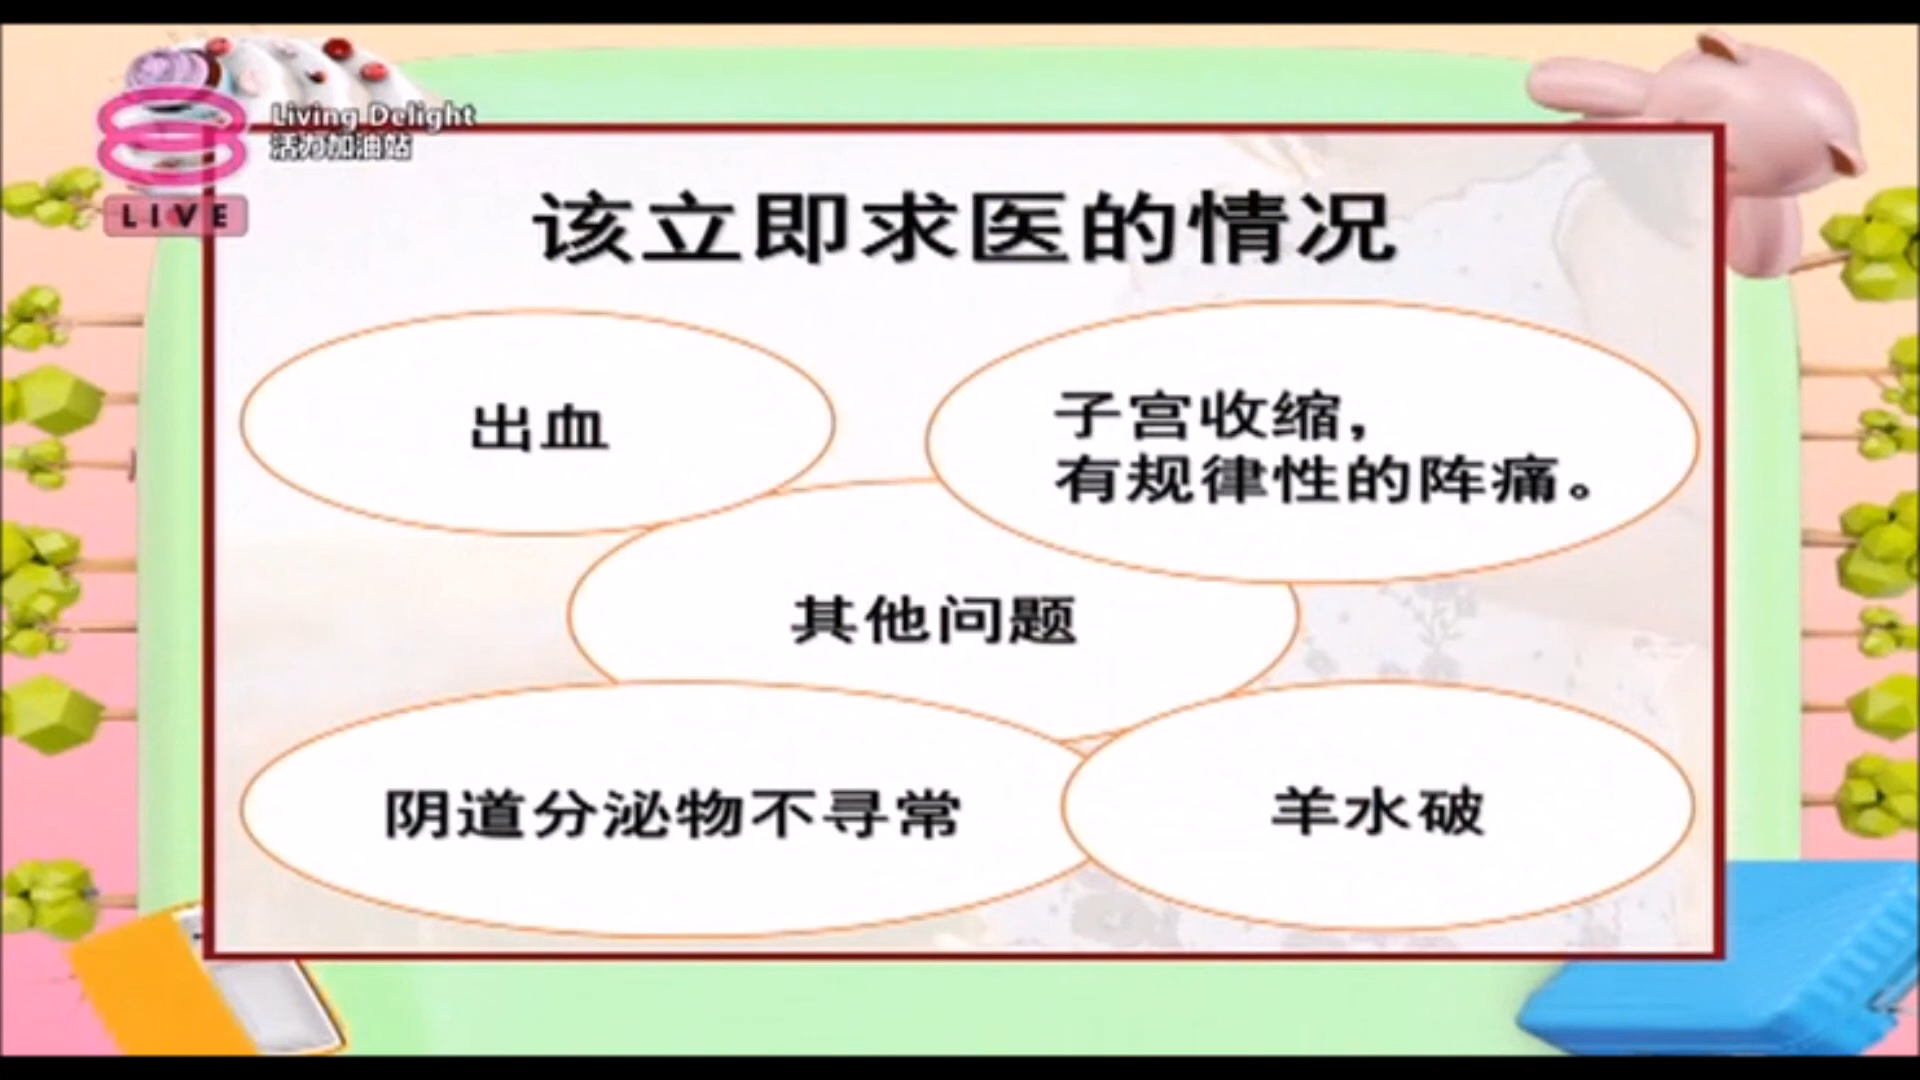 Living Delight
活力加油站
LIVE
该立即求医的情况
出血
子宫收缩，
有规律性的阵痛。
其他问题
阴道分泌物不寻常
羊水破